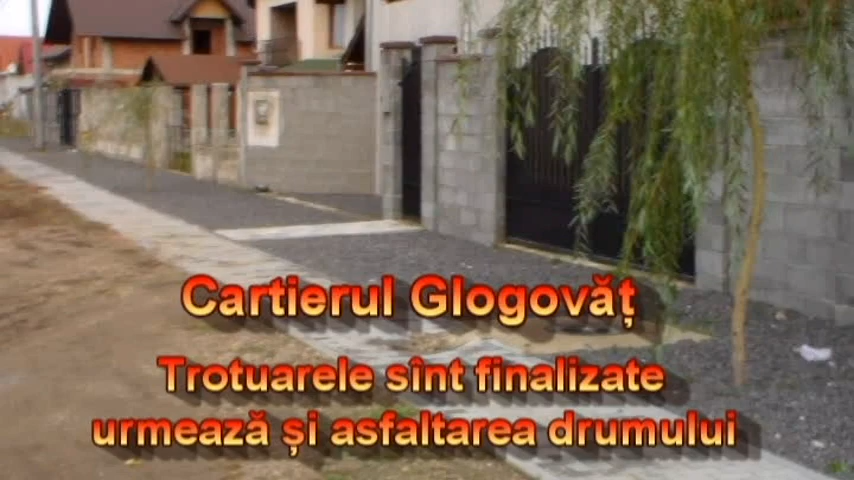 Cartierul Glogovăț
Trotuarele sînt finalizate
urmează și asfaltarea drumului